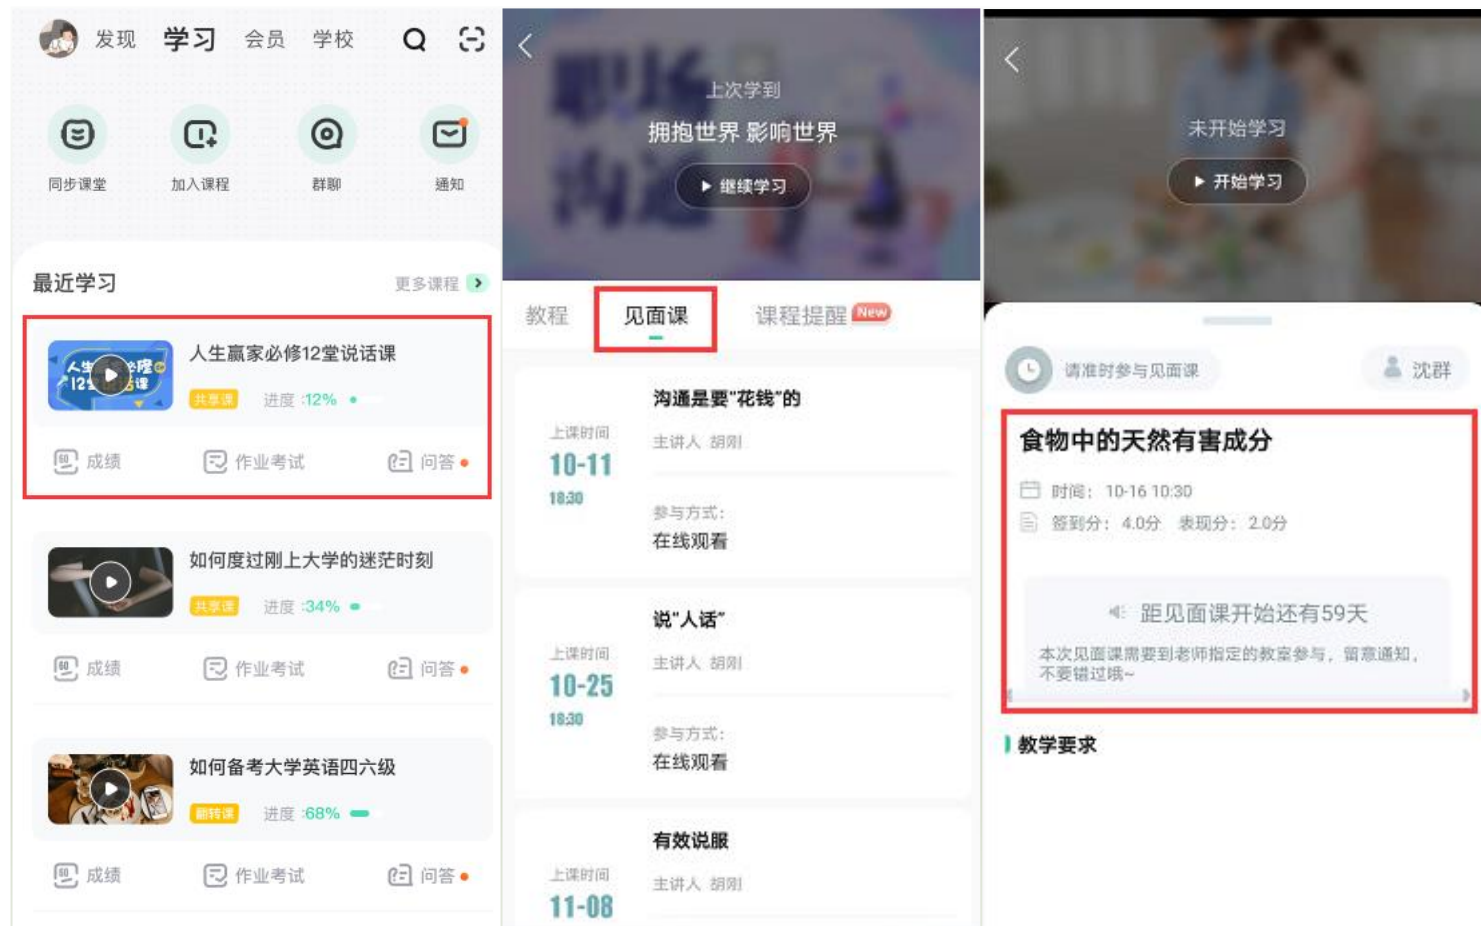 发现 学习 会员 学校
同步课堂 加入课程 群聊 通知
最近学习 更多课程
人生赢家必修12堂说话课
共享课 进度:12%
成绩 作业考试 问答
如何度过刚上大学的迷茫时刻
共享课 进度:34%
成绩 作业考试 问答
如何备考大学英语四六级
翻转课 进度:68%
成绩 作业考试 问答
职场
沟通
上次学到
拥抱世界 影响世界
继续学习
教程 见面课 课程提醒 New
沟通是要"花钱"的
上课时间
主讲人 胡刚
10-11
18:30
参与方式:
在线观看
说"人话"
上课时间
主讲人 胡刚
10-25
18:30
参与方式:
在线观看
有效说服
上课时间
主讲人 胡刚
11-08
未开始学习
开始学习
请准时参与见面课 沈群
食物中的天然有害成分
时间: 10-16 10:30
签到分: 4.0分 表现分: 2.0分
距见面课开始还有59天
本次见面课需要到老师指定的教室参与，留意通知，
不要错过哦~
教学要求